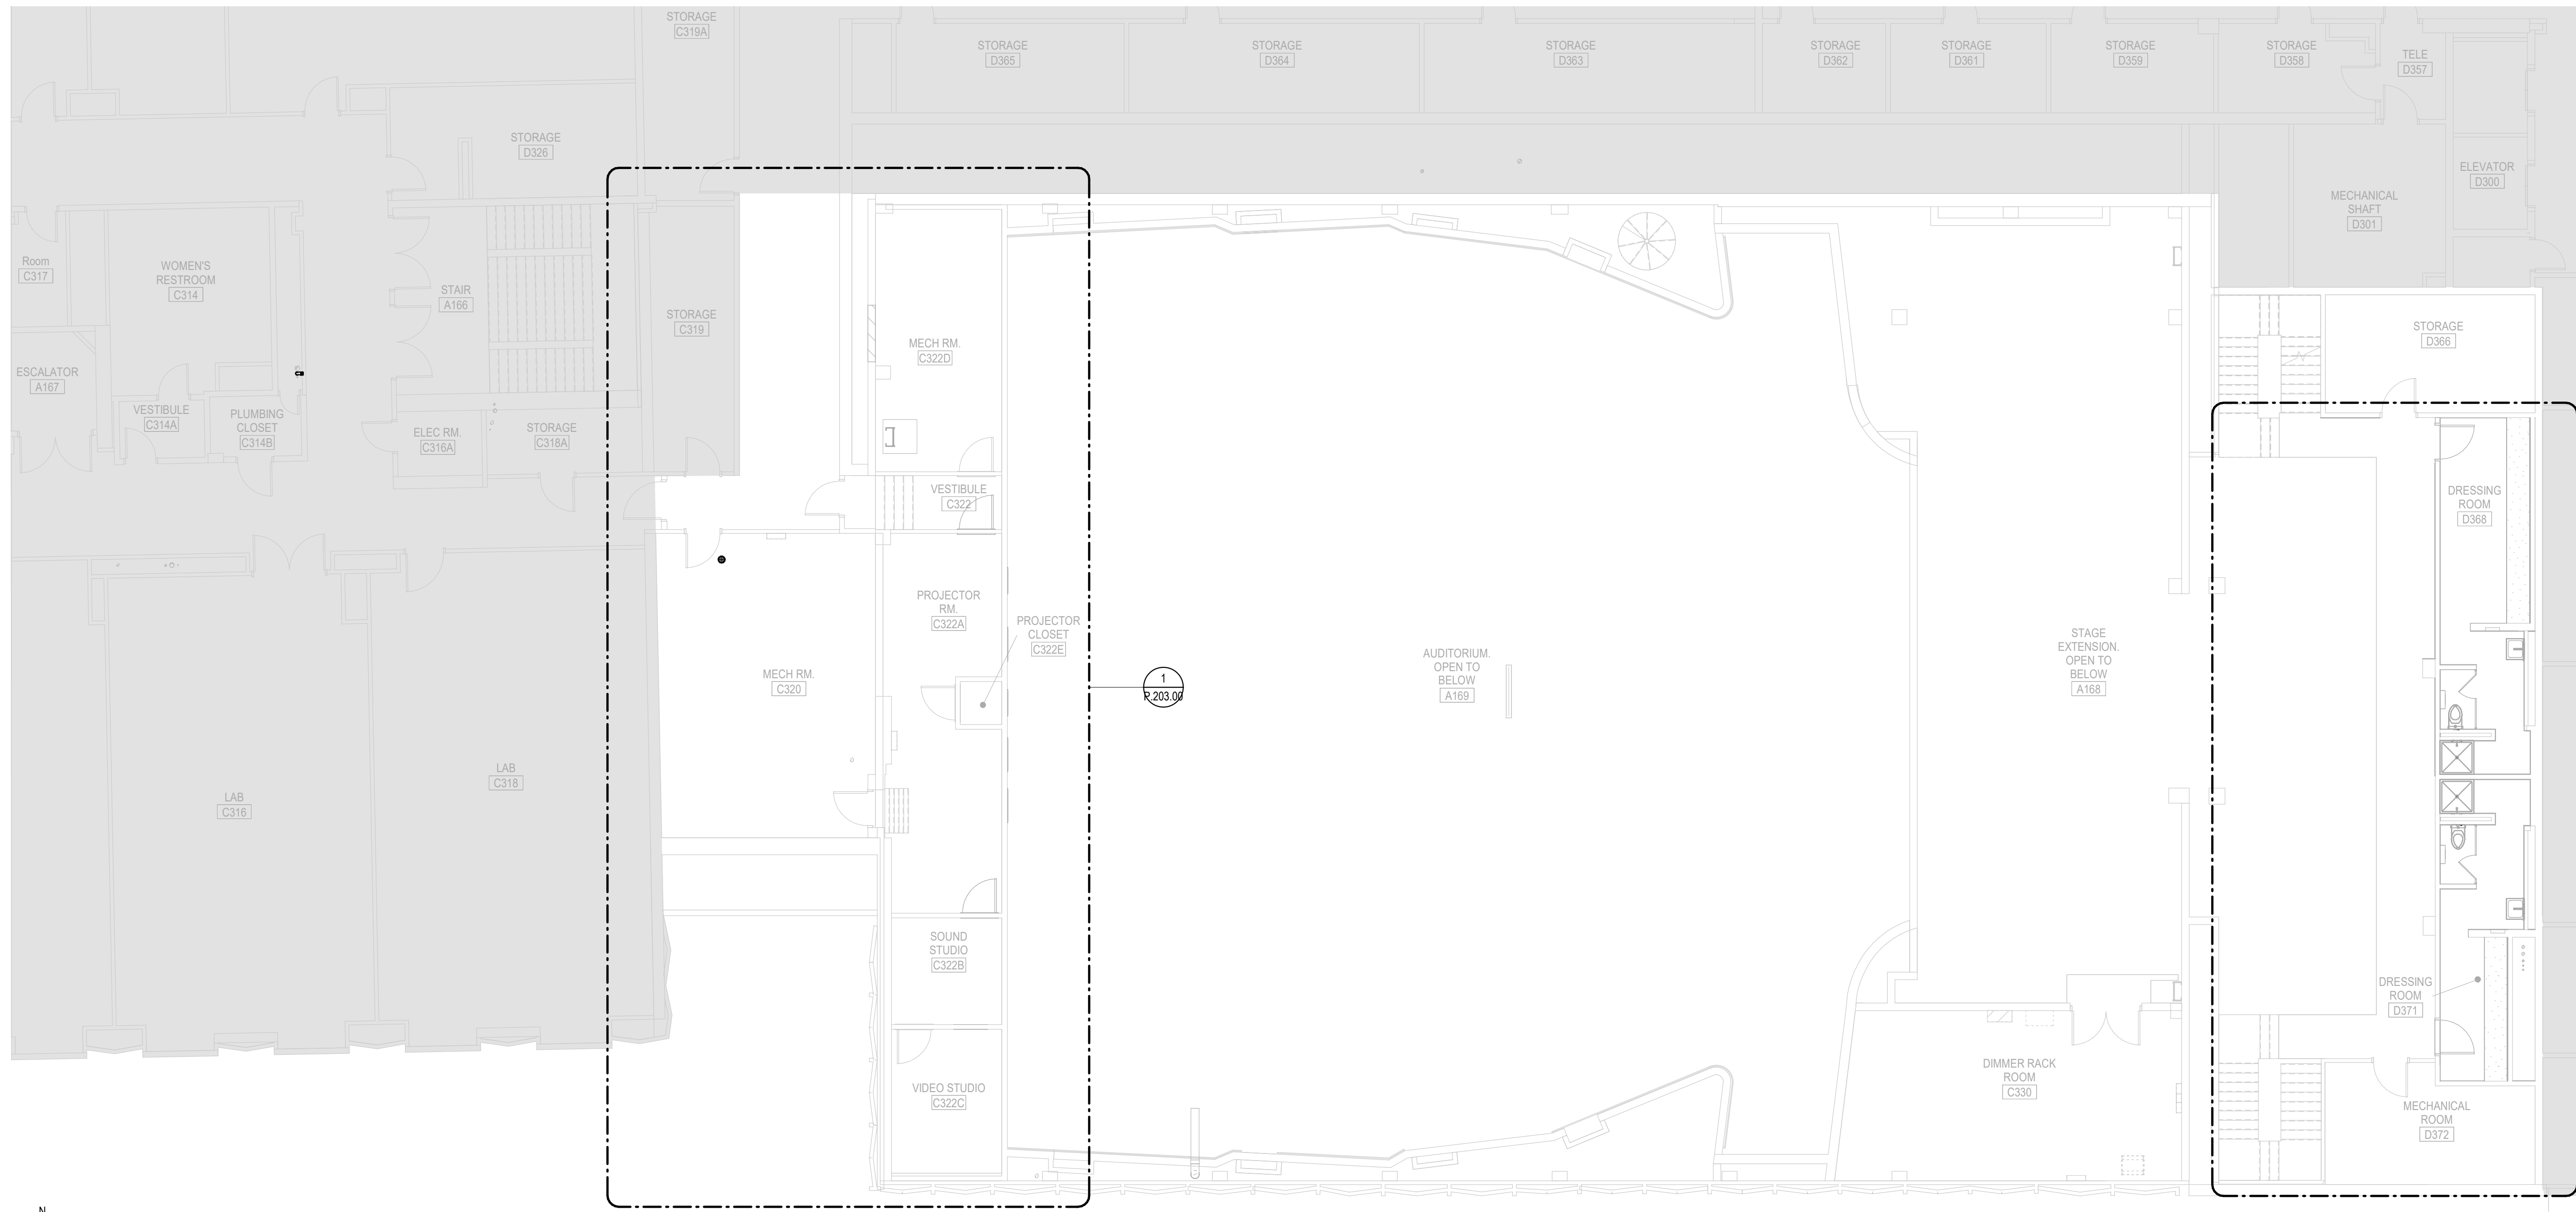 STORAGE
C319A
STORAGE
D365
STORAGE
D364
STORAGE
D363
STORAGE
D362
STORAGE
D361
STORAGE
D359
STORAGE
D358
TELE
D357
STORAGE
D326
ELEVATOR
D300
MECHANICAL
SHAFT
D301
Room
C317
WOMEN'S
RESTROOM
C314
STAIR
A166
STORAGE
C319
MECH RM.
C322D
STORAGE
D366
ESCALATOR
A167
VESTIBULE
C314A
PLUMBING
CLOSET
C314B
ELEC RM.
C316A
STORAGE
C318A
VESTIBULE
C322
DRESSING
ROOM
D368
PROJECTOR
RM.
C322A
PROJECTOR
CLOSET
C322E
MECH RM.
C320
1
P.203.00
AUDITORIUM.
OPEN TO
BELOW
A169
STAGE
EXTENSION.
OPEN TO
BELOW
A168
LAB
C316
LAB
C318
SOUND
STUDIO
C322B
DRESSING
ROOM
D371
VIDEO STUDIO
C322C
DIMMER RACK
ROOM
C330
MECHANICAL
ROOM
D372
N